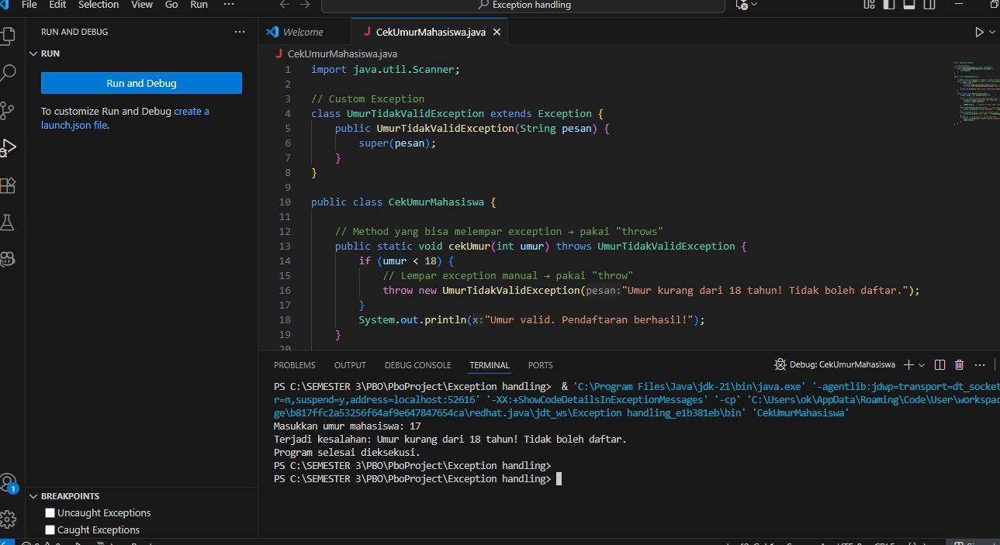 File Edit Selection View Go Run ···
Exception handling
RUN AND DEBUG ···
RUN
Run and Debug
To customize Run and Debug create a
launch.json file.
Welcome
J CekUmurMahasiswa.java
J CekUmurMahasiswa.java
1 import java.util.Scanner;
2
3 // Custom Exception
4 class UmurTidakValidException extends Exception {
5 public UmurTidakValidException(String pesan) {
6 super(pesan);
7 }
8 }
9
10 public class CekUmurMahasiswa {
11
12 // Method yang bisa melempar exception → pakai "throws"
13 public static void cekUmur(int umur) throws UmurTidakValidException {
14 if (umur < 18) {
15 // Lempar exception manual → pakai "throw"
16 throw new UmurTidakValidException(pesan:"Umur kurang dari 18 tahun! Tidak boleh daftar.");
17 }
18 System.out.println(x:"Umur valid. Pendaftaran berhasil!");
19 }
20
PROBLEMS OUTPUT DEBUG CONSOLE TERMINAL PORTS
Debug: CekUmurMahasiswa
PS C:\SEMESTER 3\PBO\PboProject\Exception handling> & 'C:\Program Files\Java\jdk-21\bin\java.exe' '-agentlib:jdwp=transport=dt_socket
r=n,suspend=y,address=localhost:52616' '-XX:+ShowCodeDetailsInExceptionMessages' '-cp' 'C:\Users\ok\AppData\Roaming\Code\User\workspac
ge\b817ffc2a53256f64af9e647847654ca\redhat.java\jdt_ws\Exception handling_e1b381eb\bin' 'CekUmurMahasiswa'
Masukkan umur mahasiswa: 17
Terjadi kesalahan: Umur kurang dari 18 tahun! Tidak boleh daftar.
Program selesai dieksekusi.
PS C:\SEMESTER 3\PBO\PboProject\Exception handling>
PS C:\SEMESTER 3\PBO\PboProject\Exception handling>
1
BREAKPOINTS
Uncaught Exceptions
Caught Exceptions